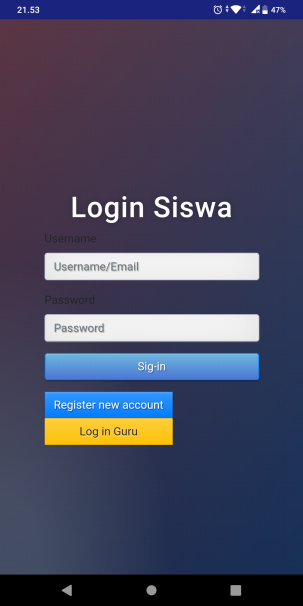 21.53
47%
Login Siswa
Username
Username/Email
Password
Password
Sig-in
Register new account
Log in Guru